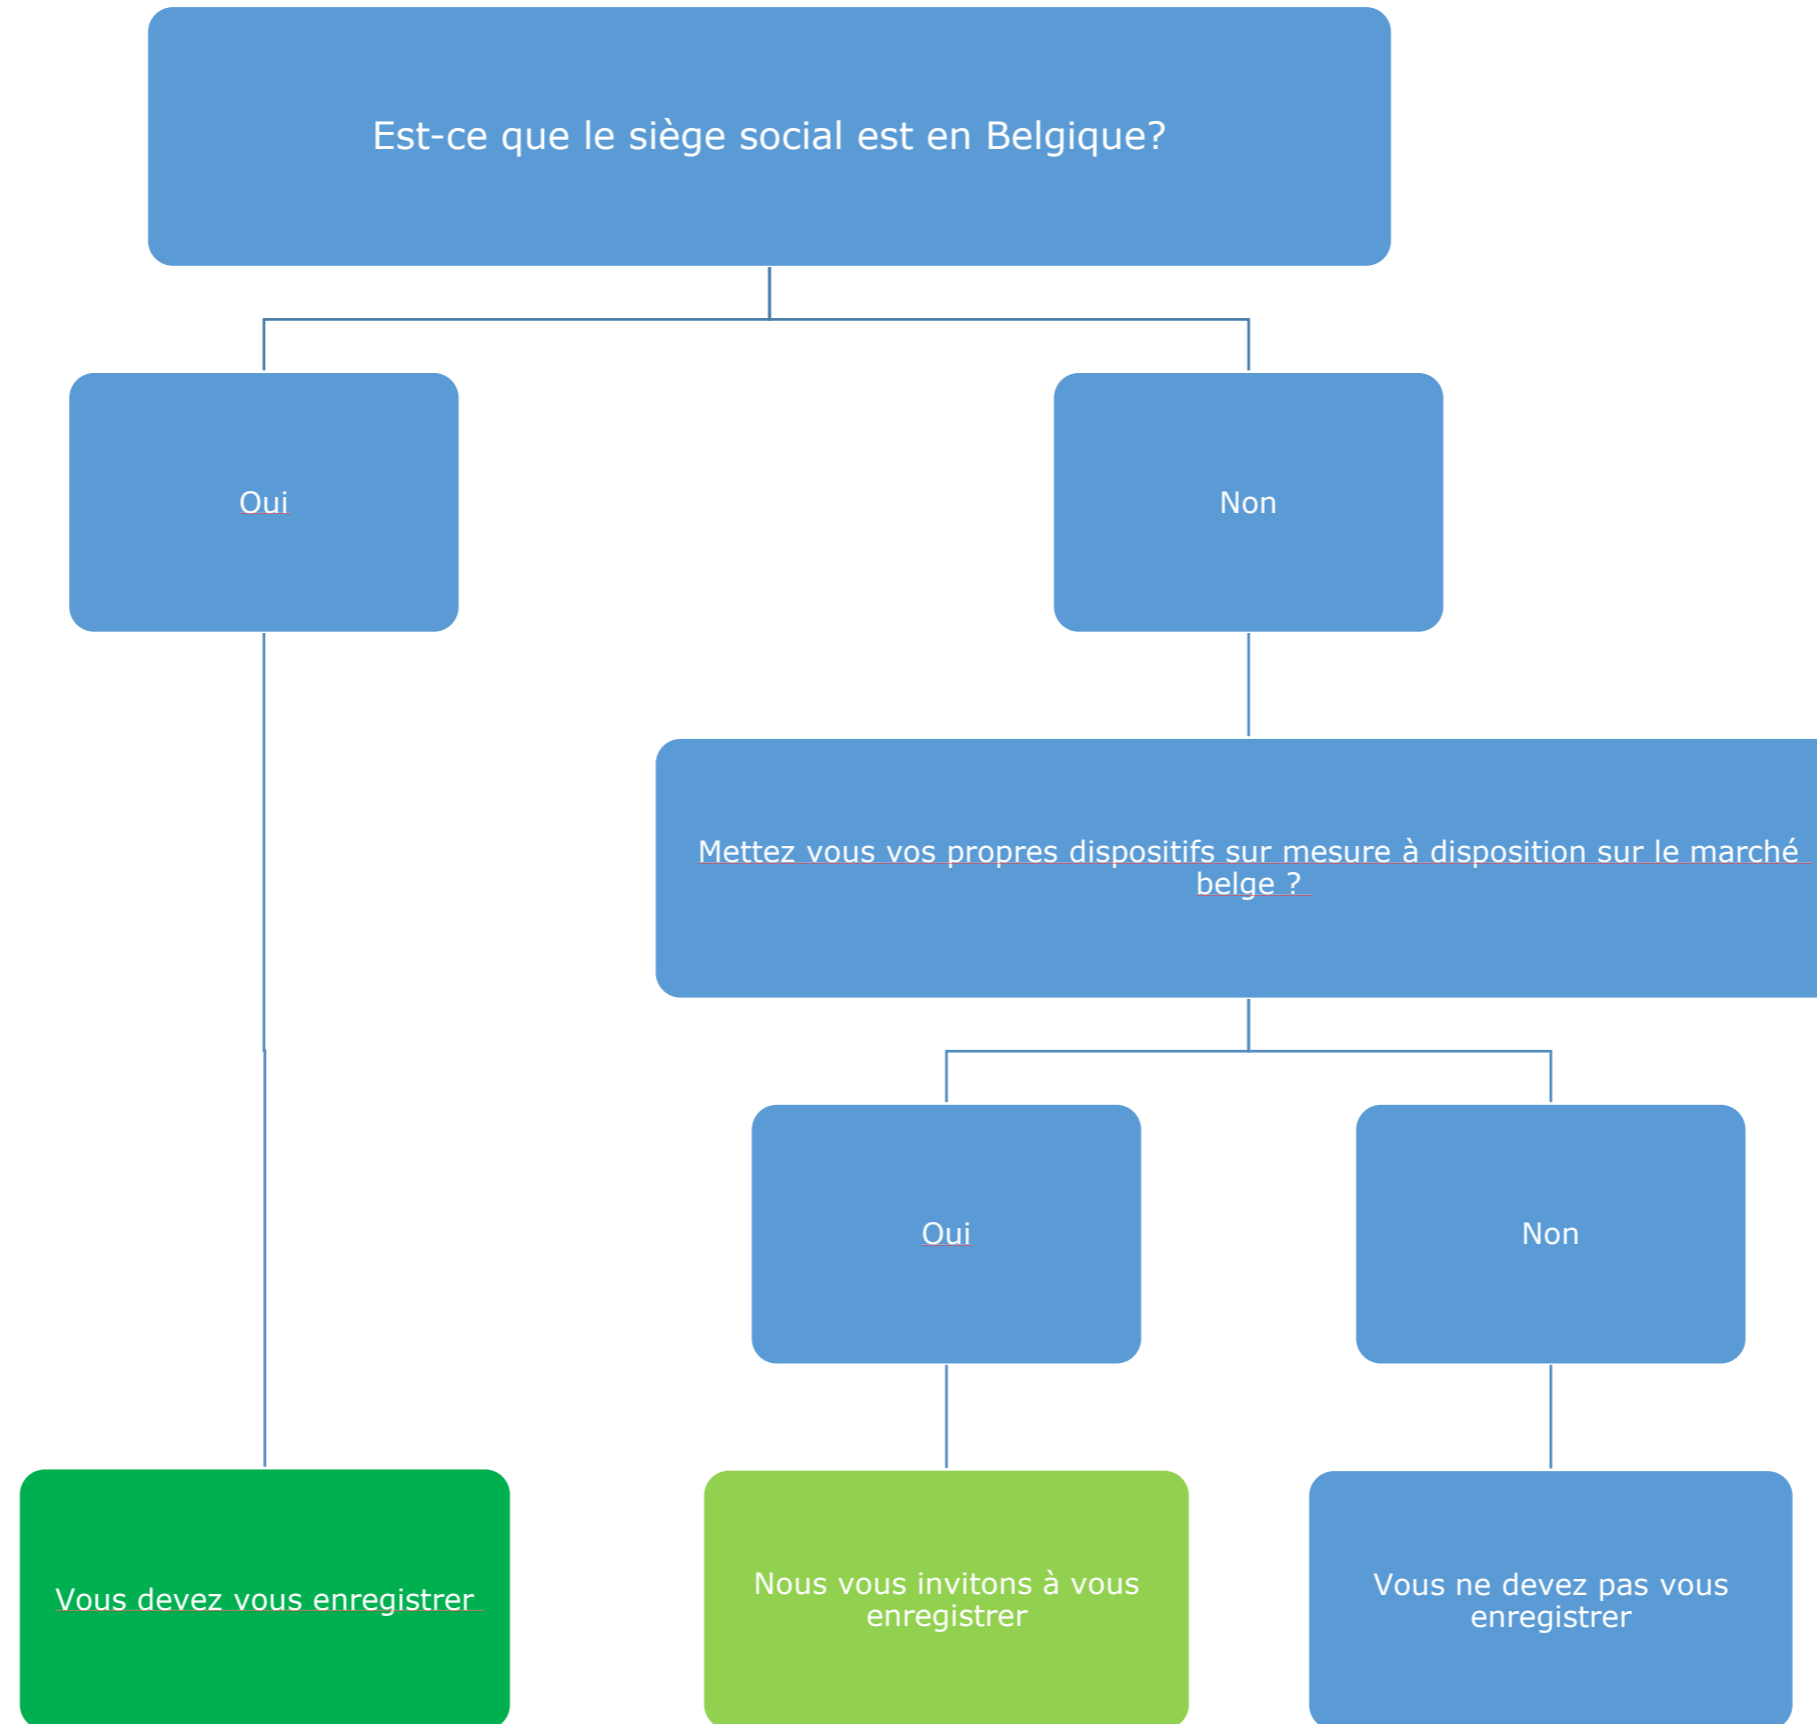 Est-ce que le siège social est en Belgique?
Oui
Non
Mettez vous vos propres dispositifs sur mesure à disposition sur le marché
belge ?
Oui
Non
Vous devez vous enregistrer
Nous vous invitons à vous
enregistrer
Vous ne devez pas vous
enregistrer